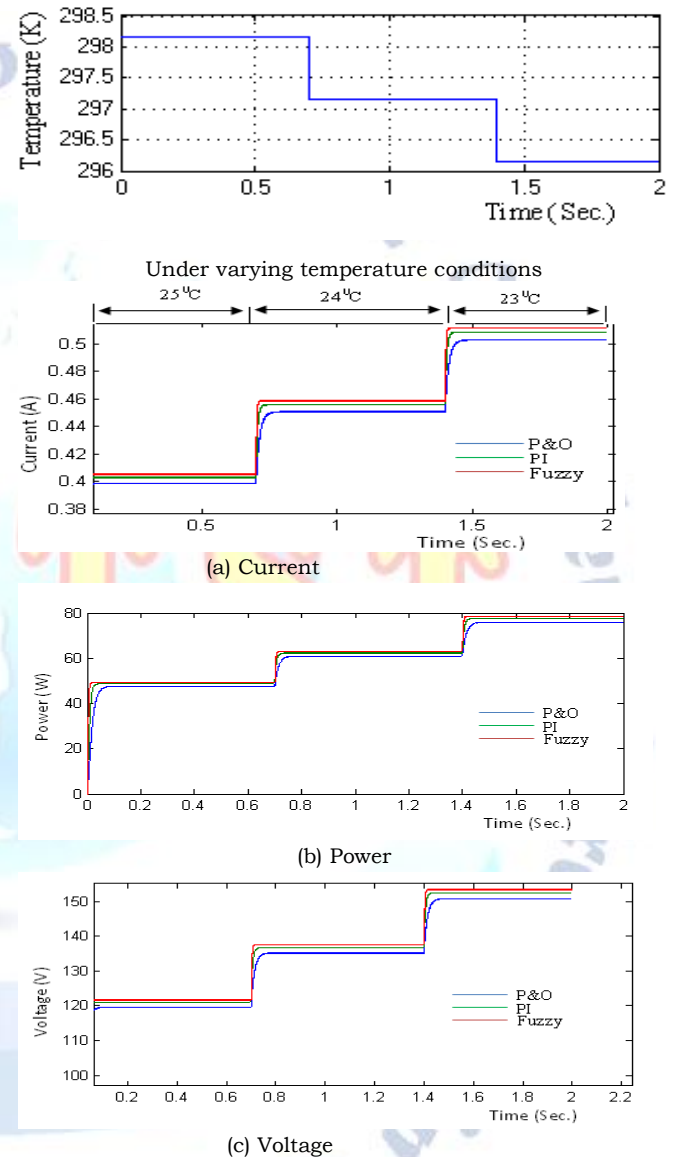 298.5
298
297.5
297
296.5
296
Temperature (K)
0 0.5 1 1.5 2
Time ( Sec.)
Under varying temperature conditions
25 ⁰C 24 ⁰C 23 ⁰C
0.5
0.48
0.46
0.44
0.42
0.4
0.38
Current (A)
P&O
PI
Fuzzy
0.5 1 1.5 2
Time (Sec.)
(a) Current
80
60
40
20
0
Power (W)
P&O
PI
Fuzzy
0 0.2 0.4 0.6 0.8 1 1.2 1.4 1.6 1.8 2
Time (Sec.)
(b) Power
150
140
130
120
110
100
Voltage (V)
P&O
PI
Fuzzy
0.2 0.4 0.6 0.8 1 1.2 1.4 1.6 1.8 2 2.2
Time (Sec.)
(c) Voltage